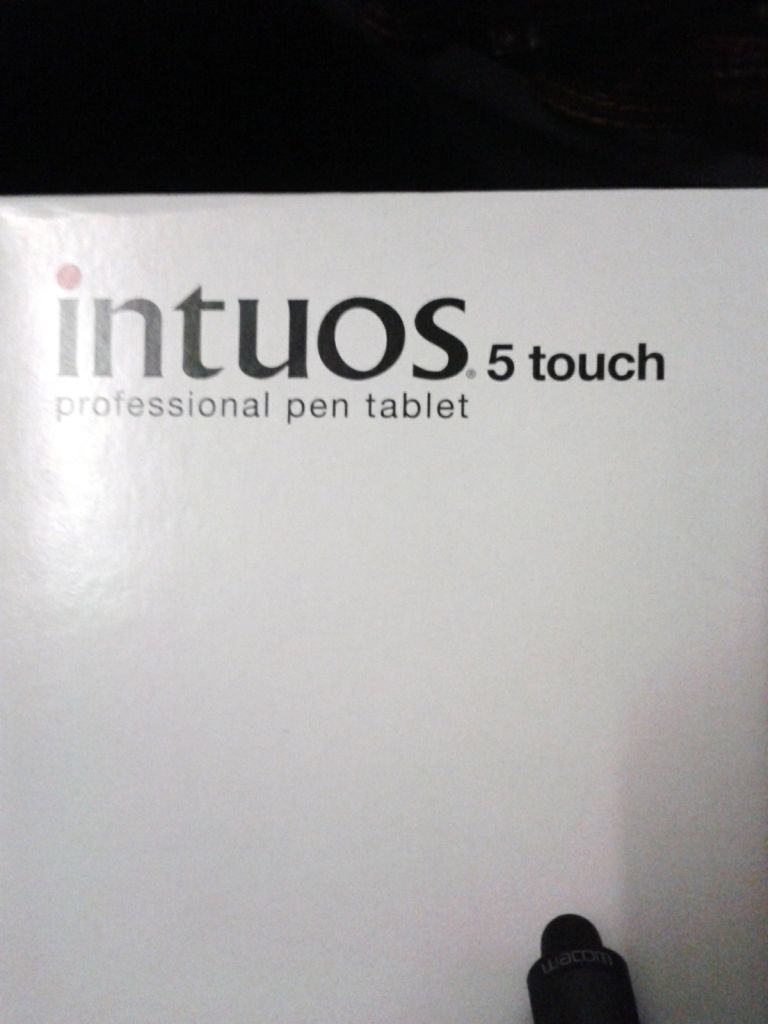 intuos® 5 touch
professional pen tablet
wacom